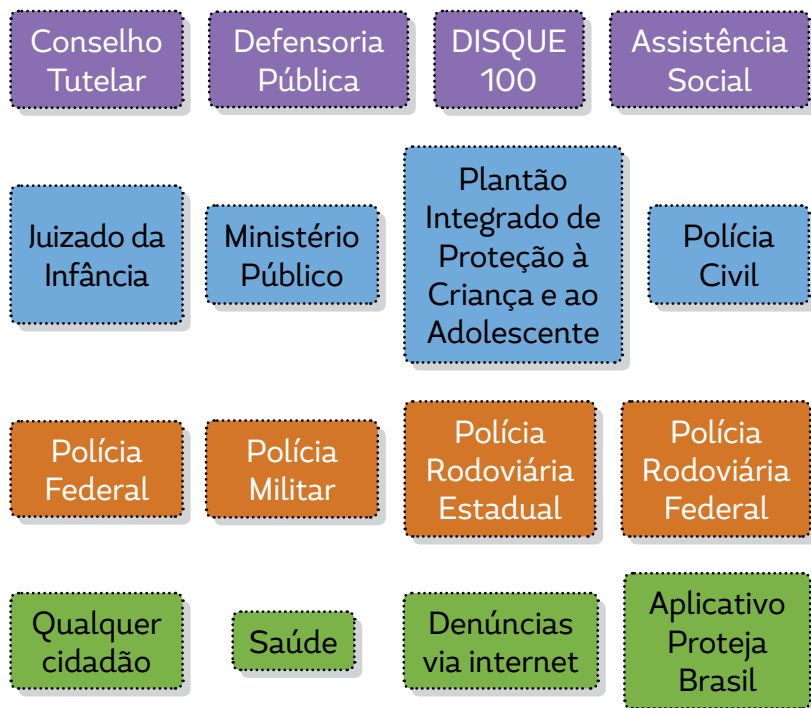 Conselho
Tutelar
Defensoria
Pública
DISQUE
100
Assistência
Social
Juizado da
Infância
Ministério
Público
Plantão
Integrado de
Proteção à
Criança e ao
Adolescente
Polícia
Civil
Polícia
Federal
Polícia
Militar
Polícia
Rodoviária
Estadual
Polícia
Rodoviária
Federal
Qualquer
cidadão
Saúde
Denúncias
via internet
Aplicativo
Proteja
Brasil